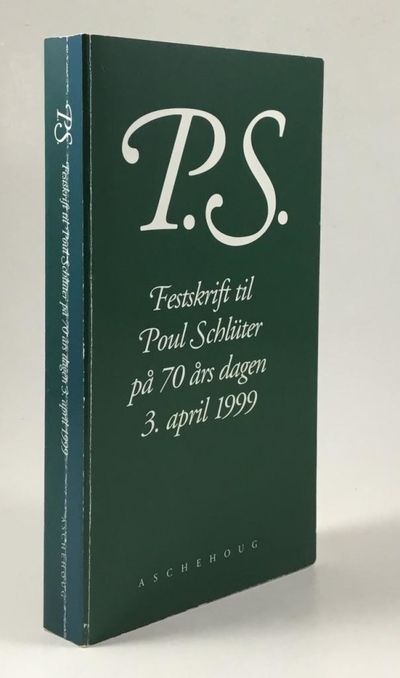 P.S.
Festskrift til
Poul Schlüter
på 70 års dagen
3. april 1999
ASCHEHOUG
P.S. Festskrift til Poul Schlüter på 70 års dagen 3. april 1999 ASCHEHOUG